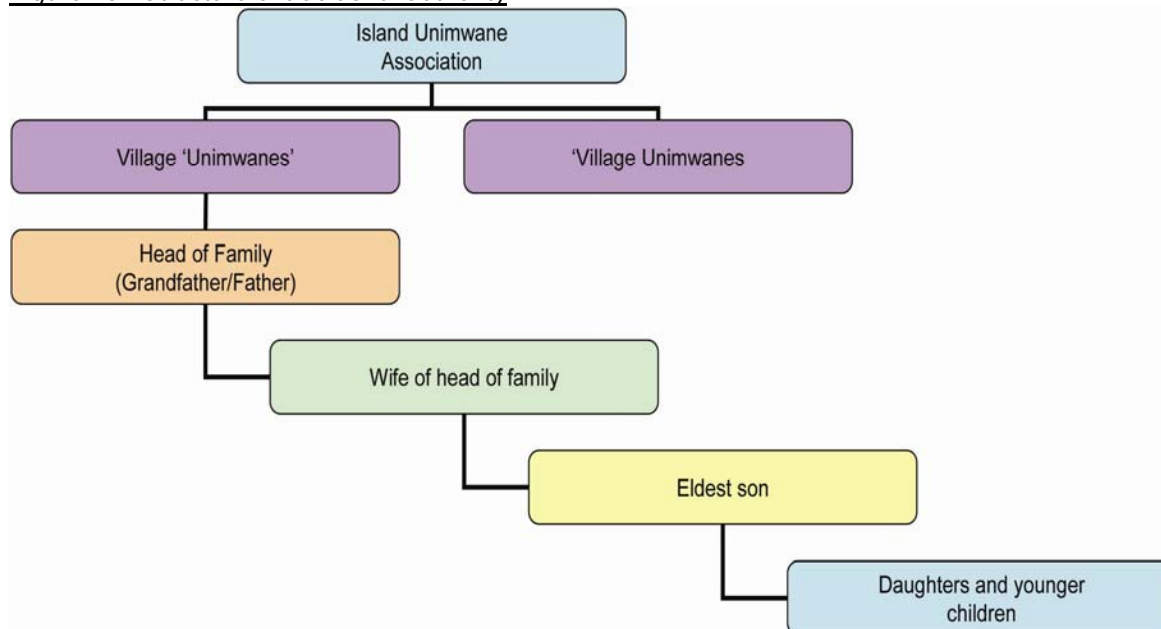 Island Unimwane
Association
Village ‘Unimwanes’
‘Village Unimwanes
Head of Family
(Grandfather/Father)
Wife of head of family
Eldest son
Daughters and younger
children